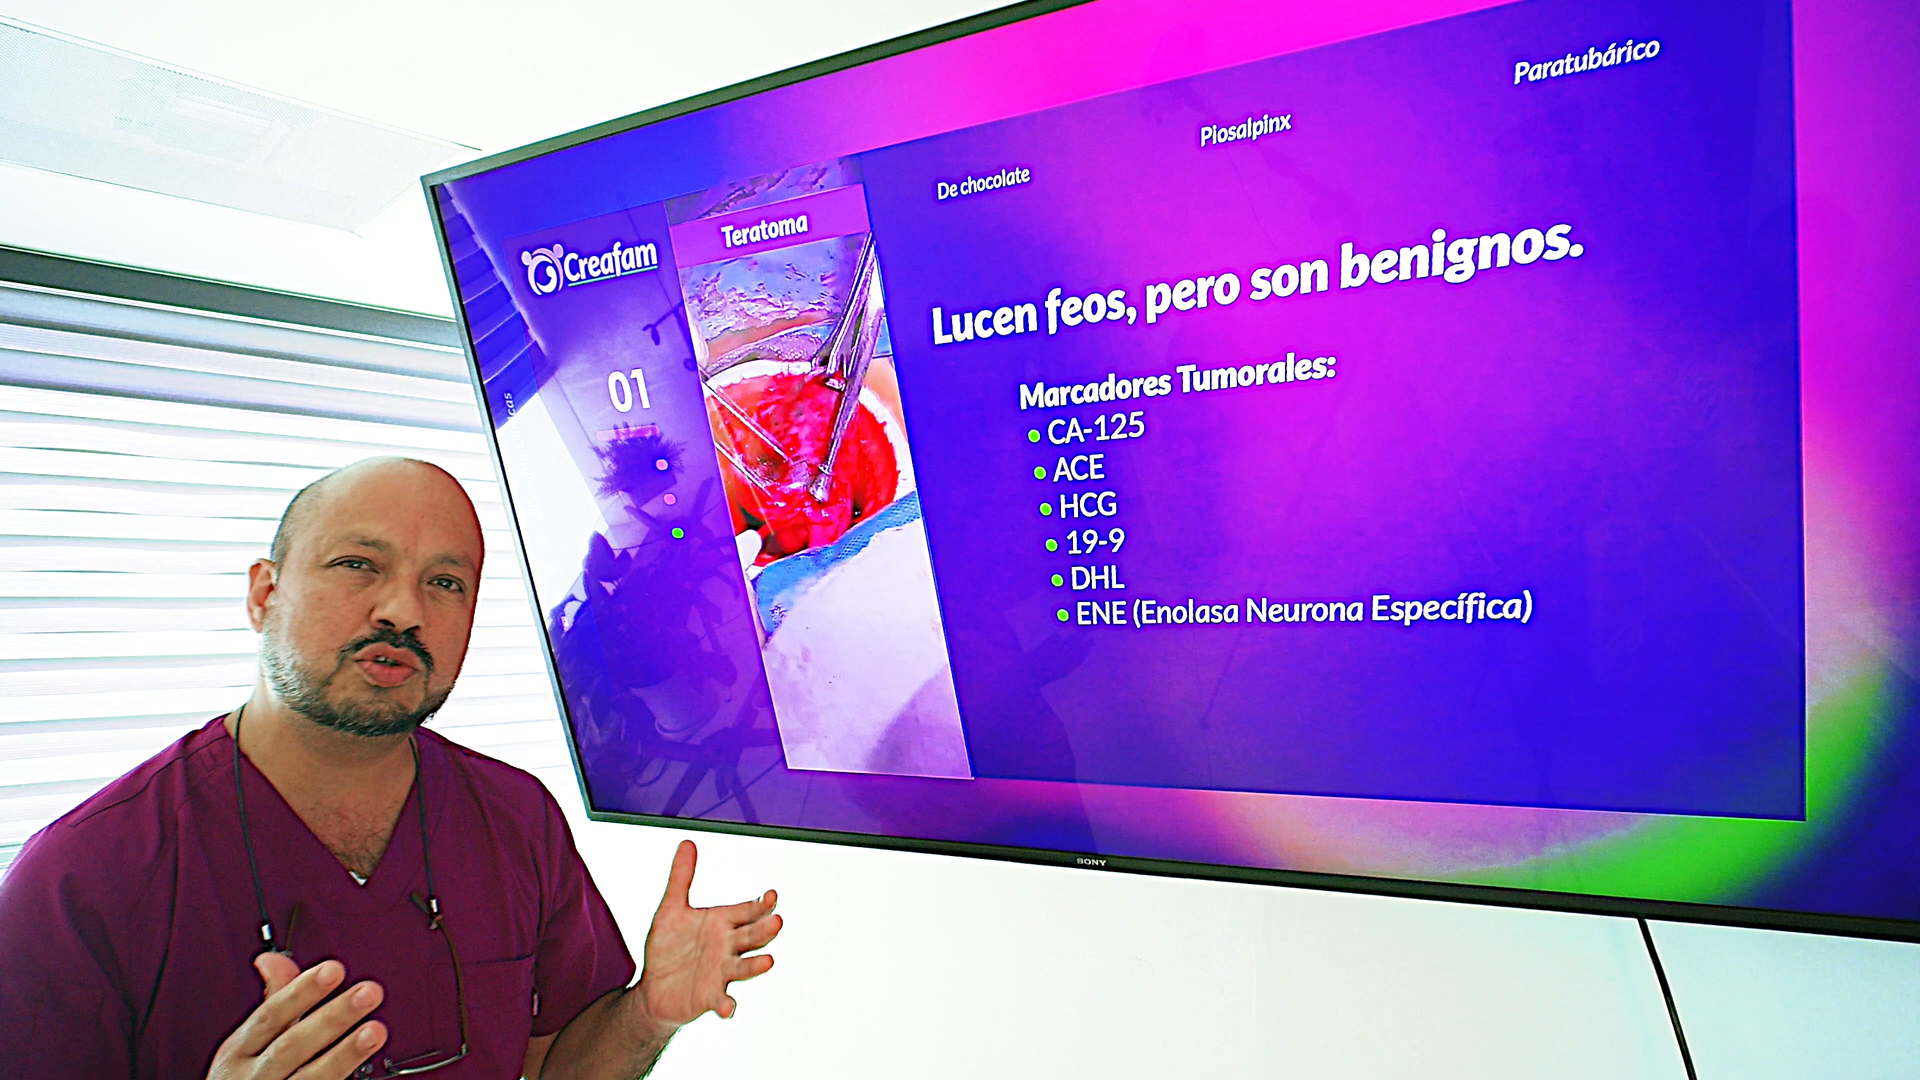 Paratubárico
Piosalpinx
De chocolate
Teratoma
Creafam
01
Lucen feos, pero son benignos.
Marcadores Tumorales:
• CA-125
• ACE
• HCG
• 19-9
• DHL
• ENE (Enolasa Neurona Específica)
SONY